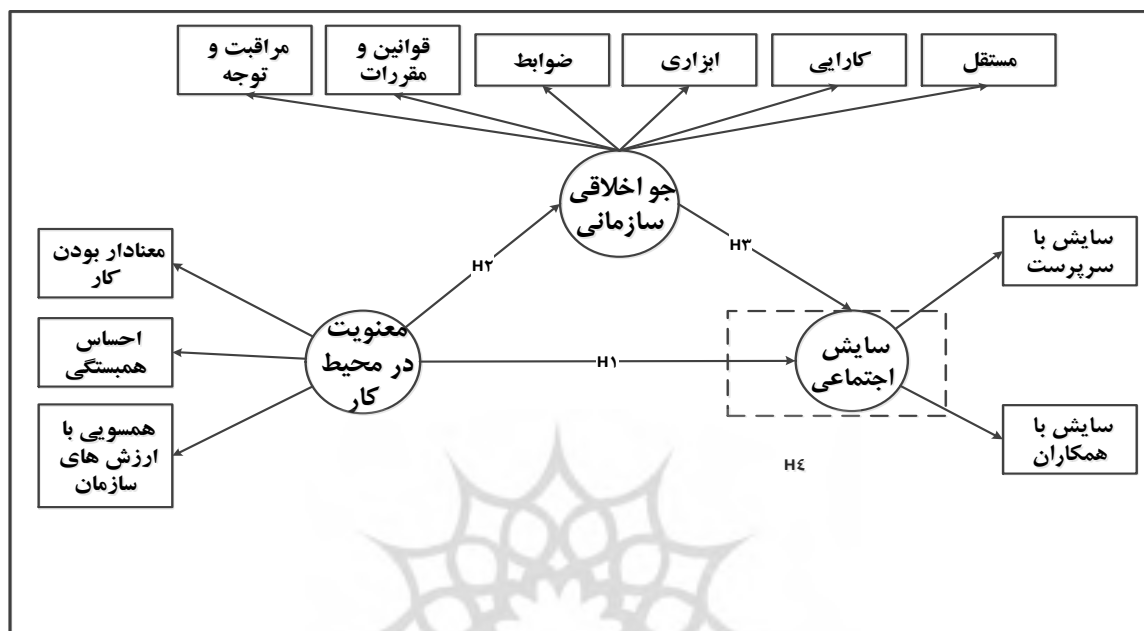 مستقل
کارایی
ابزاری
ضوابط
قوانین و
مقررات
مراقبت و
توجه
جو اخلاقی
سازمانی
H۲
H۳
معنادار بودن
کار
احساس
همبستگی
همسویی با
ارزش های
سازمان
معنویت
در محیط
کار
H۱
سایش
اجتماعی
سایش با
سرپرست
سایش با
همکاران
H٤